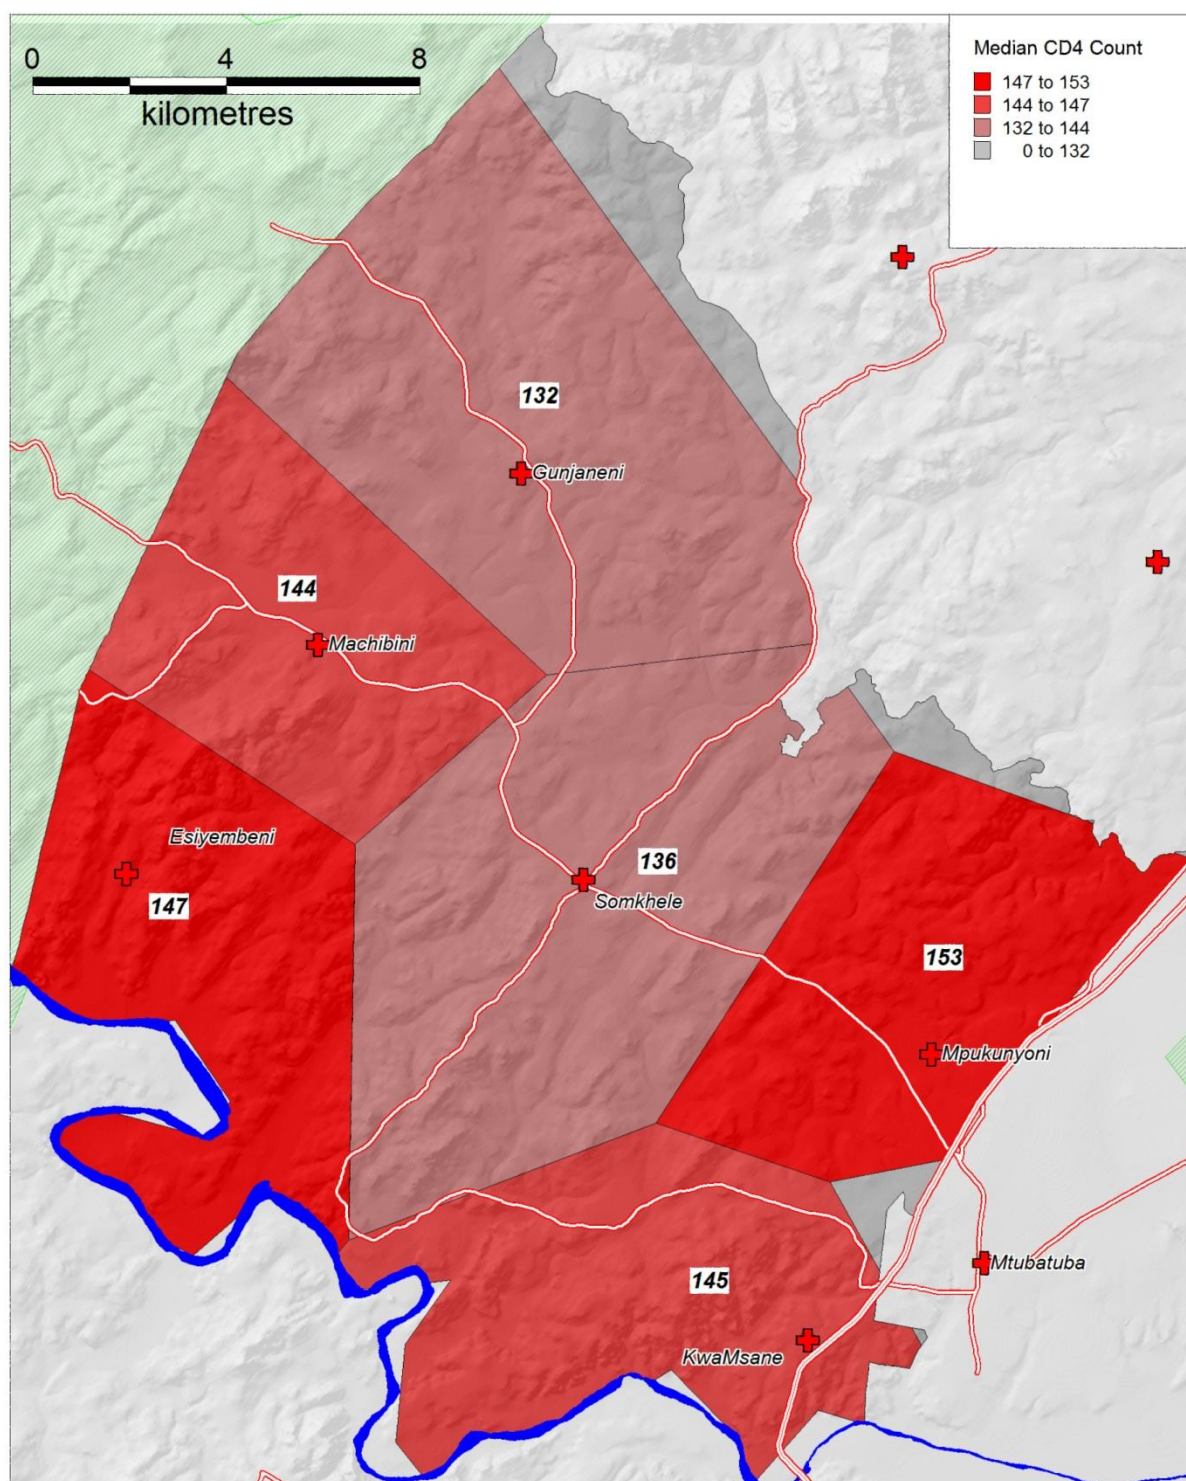 0 4 8
kilometres
Median CD4 Count
147 to 153
144 to 147
132 to 144
0 to 132
132
Gunjaneni
144
Machibini
Esiyembeni
147
136
Somkhele
153
Mpukunyoni
Mtubatuba
145
KwaMsane